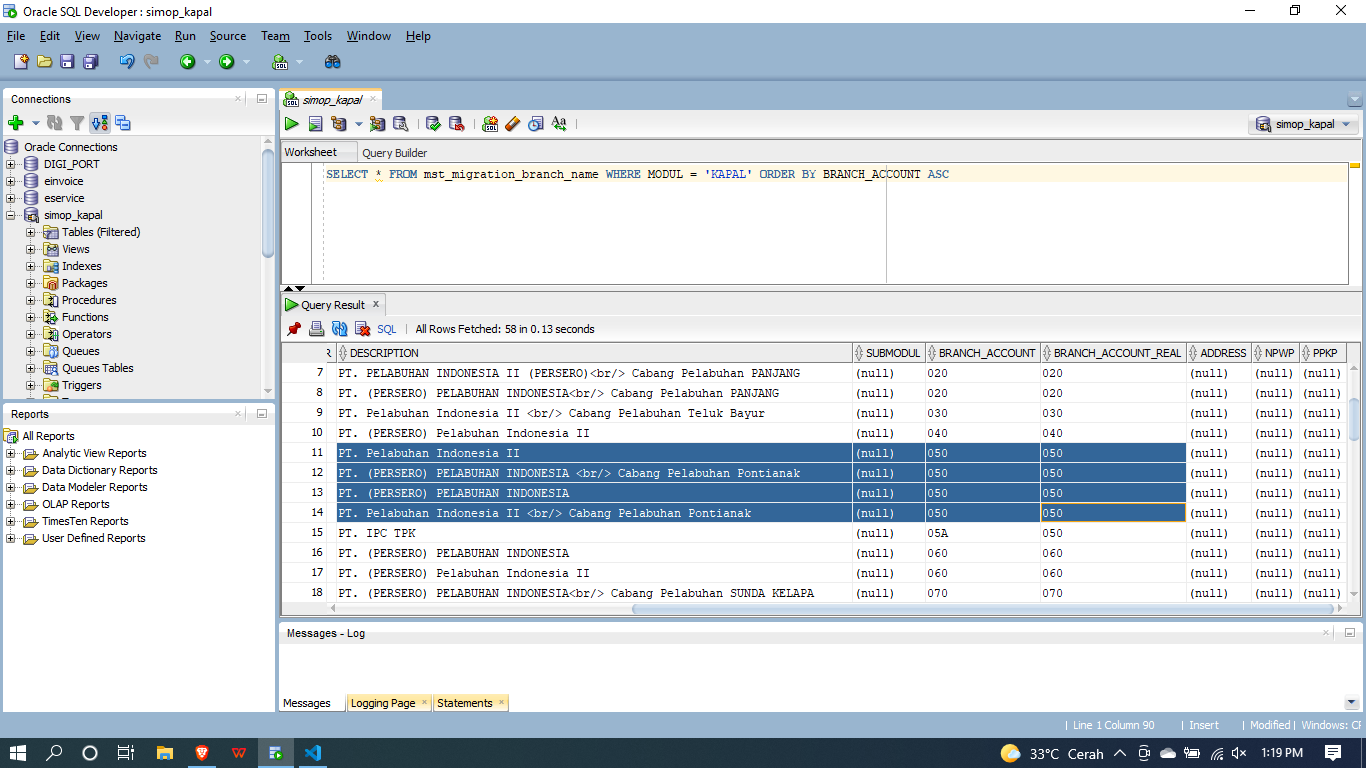 Oracle SQL Developer : simop_kapal
File Edit View Navigate Run Source Team Tools Window Help
Connections
Oracle Connections
DIGI_PORT
einvoice
eservice
simop_kapal
Tables (Filtered)
Views
Indexes
Packages
Procedures
Functions
Operators
Queues
Queues Tables
Triggers
Reports
All Reports
Analytic View Reports
Data Dictionary Reports
Data Modeler Reports
OLAP Reports
TimesTen Reports
User Defined Reports
simop_kapal
simop_kapal
Worksheet Query Builder
SELECT * FROM mst_migration_branch_name WHERE MODUL = 'KAPAL' ORDER BY BRANCH_ACCOUNT ASC
Query Result
SQL | All Rows Fetched: 58 in 0.13 seconds
R DESCRIPTION SUBMODUL BRANCH_ACCOUNT BRANCH_ACCOUNT_REAL ADDRESS NPWP PPKP
7 PT. PELABUHAN INDONESIA II (PERSERO)<br/> Cabang Pelabuhan PANJANG (null) 020 020 (null) (null) (null)
8 PT. (PERSERO) PELABUHAN INDONESIA<br/> Cabang Pelabuhan PANJANG (null) 020 020 (null) (null) (null)
9 PT. Pelabuhan Indonesia II <br/> Cabang Pelabuhan Teluk Bayur (null) 030 030 (null) (null) (null)
10 PT. (PERSERO) Pelabuhan Indonesia II (null) 040 040 (null) (null) (null)
11 PT. Pelabuhan Indonesia II (null) 050 050 (null) (null) (null)
12 PT. (PERSERO) PELABUHAN INDONESIA <br/> Cabang Pelabuhan Pontianak (null) 050 050 (null) (null) (null)
13 PT. (PERSERO) PELABUHAN INDONESIA (null) 050 050 (null) (null) (null)
14 PT. Pelabuhan Indonesia II <br/> Cabang Pelabuhan Pontianak (null) 050 050 (null) (null) (null)
15 PT. IPC TPK (null) 05A 050 (null) (null) (null)
16 PT. (PERSERO) PELABUHAN INDONESIA (null) 060 060 (null) (null) (null)
17 PT. (PERSERO) Pelabuhan Indonesia II (null) 060 060 (null) (null) (null)
18 PT. (PERSERO) PELABUHAN INDONESIA<br/> Cabang Pelabuhan SUNDA KELAPA (null) 070 070 (null) (null) (null)
Messages - Log
Messages Logging Page Statements
| Line 1 Column 90 | Insert | Modified | Windows: CF
33°C Cerah 1:19 PM